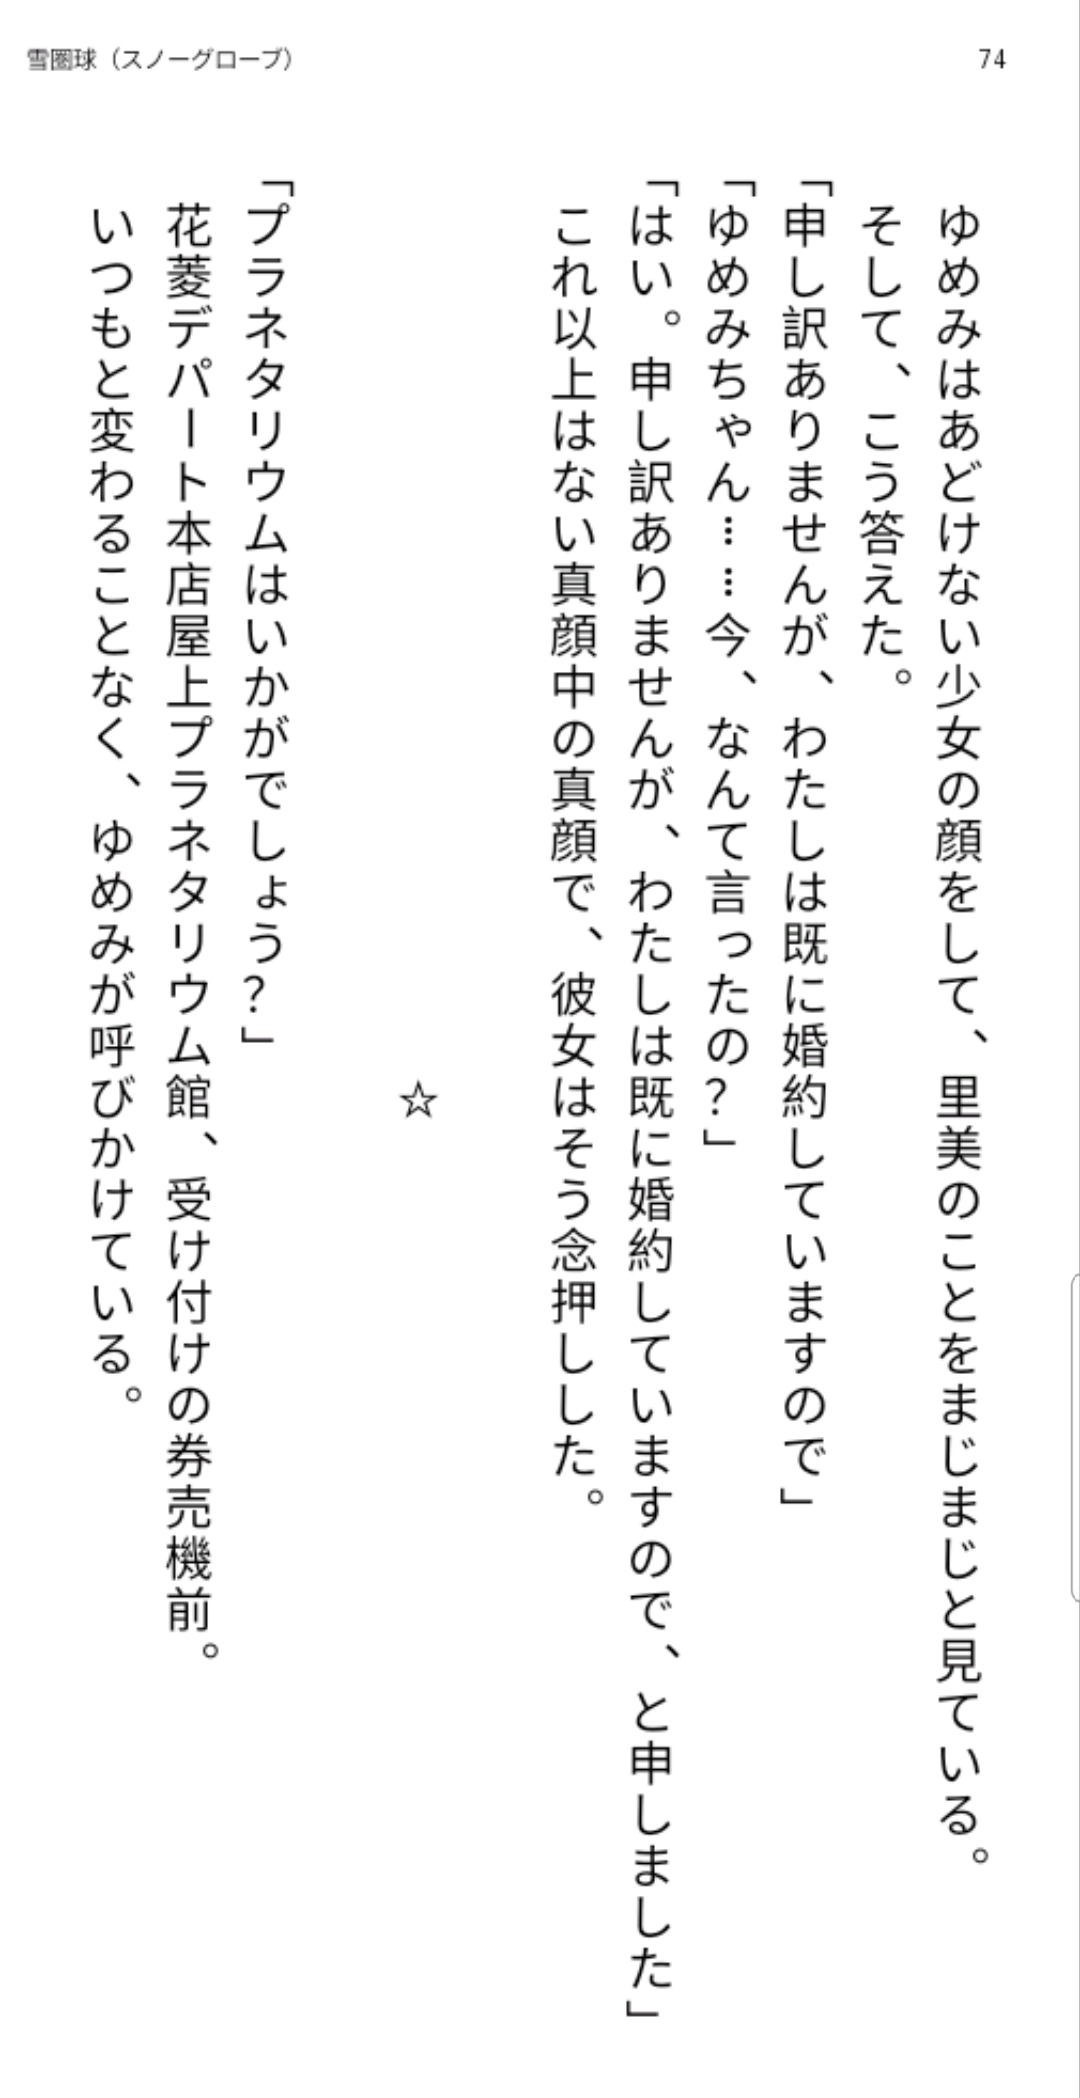 雪圏球（スノーグローブ）
74
ゆめみはあどけない少女の顔をして、里美のことをまじまじと見ている。
そして、こう答えた。
「申し訳ありませんが、わたしは既に婚約していますので」
「ゆめみちゃん……今、なんて言ったの？」
「はい。申し訳ありませんが、わたしは既に婚約していますので、と申しました」
これ以上はない真顔中の真顔で、彼女はそう念押しした。
☆
「プラネタリウムはいかがでしょう？」
花菱デパート本店屋上プラネタリウム館、受け付けの券売機前。
いつもと変わることなく、ゆめみが呼びかけている。